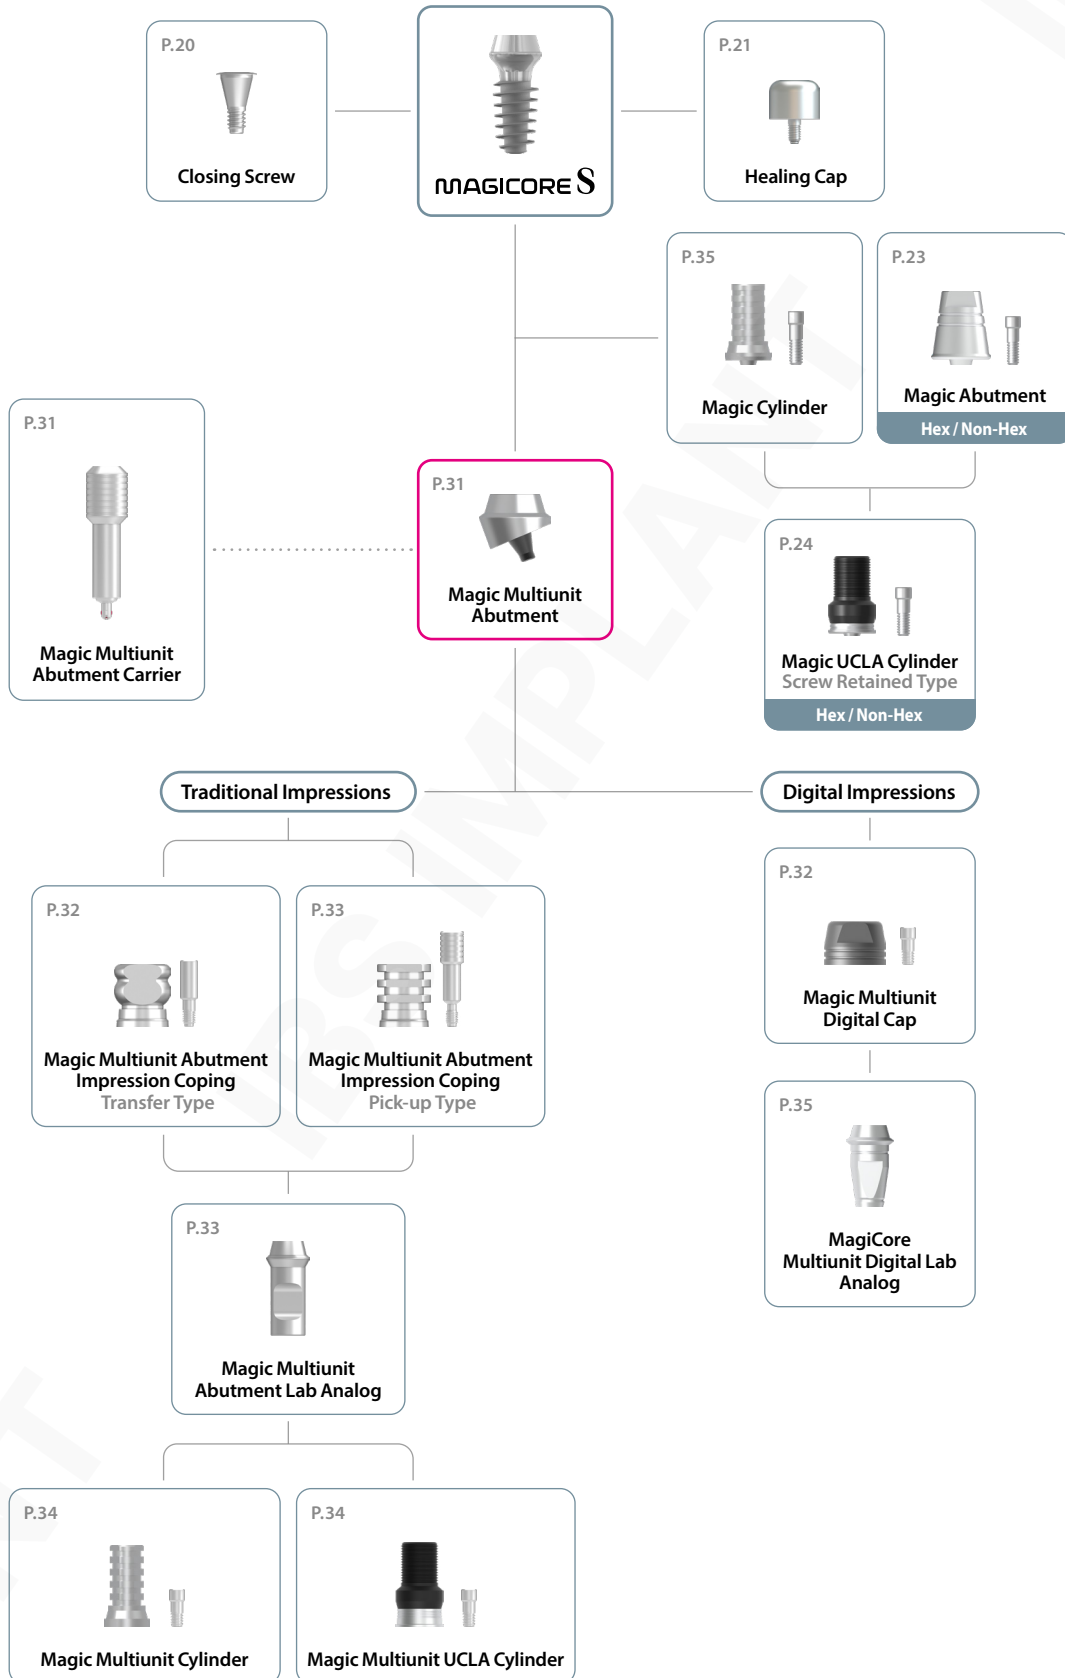 P.20
Closing Screw
MAGICORE S
P.21
Healing Cap
P.35
Magic Cylinder
P.23
Magic Abutment
Hex / Non-Hex
P.31
Magic Multiunit
Abutment Carrier
P.31
Magic Multiunit
Abutment
P.24
Magic UCLA Cylinder
Screw Retained Type
Hex / Non-Hex
Traditional Impressions
Digital Impressions
P.32
Magic Multiunit Abutment
Impression Coping
Transfer Type
P.33
Magic Multiunit Abutment
Impression Coping
Pick-up Type
P.32
Magic Multiunit
Digital Cap
P.35
MagiCore
Multiunit Digital Lab
Analog
P.33
Magic Multiunit
Abutment Lab Analog
P.34
Magic Multiunit Cylinder
P.34
Magic Multiunit UCLA Cylinder
IBS IMPLANT